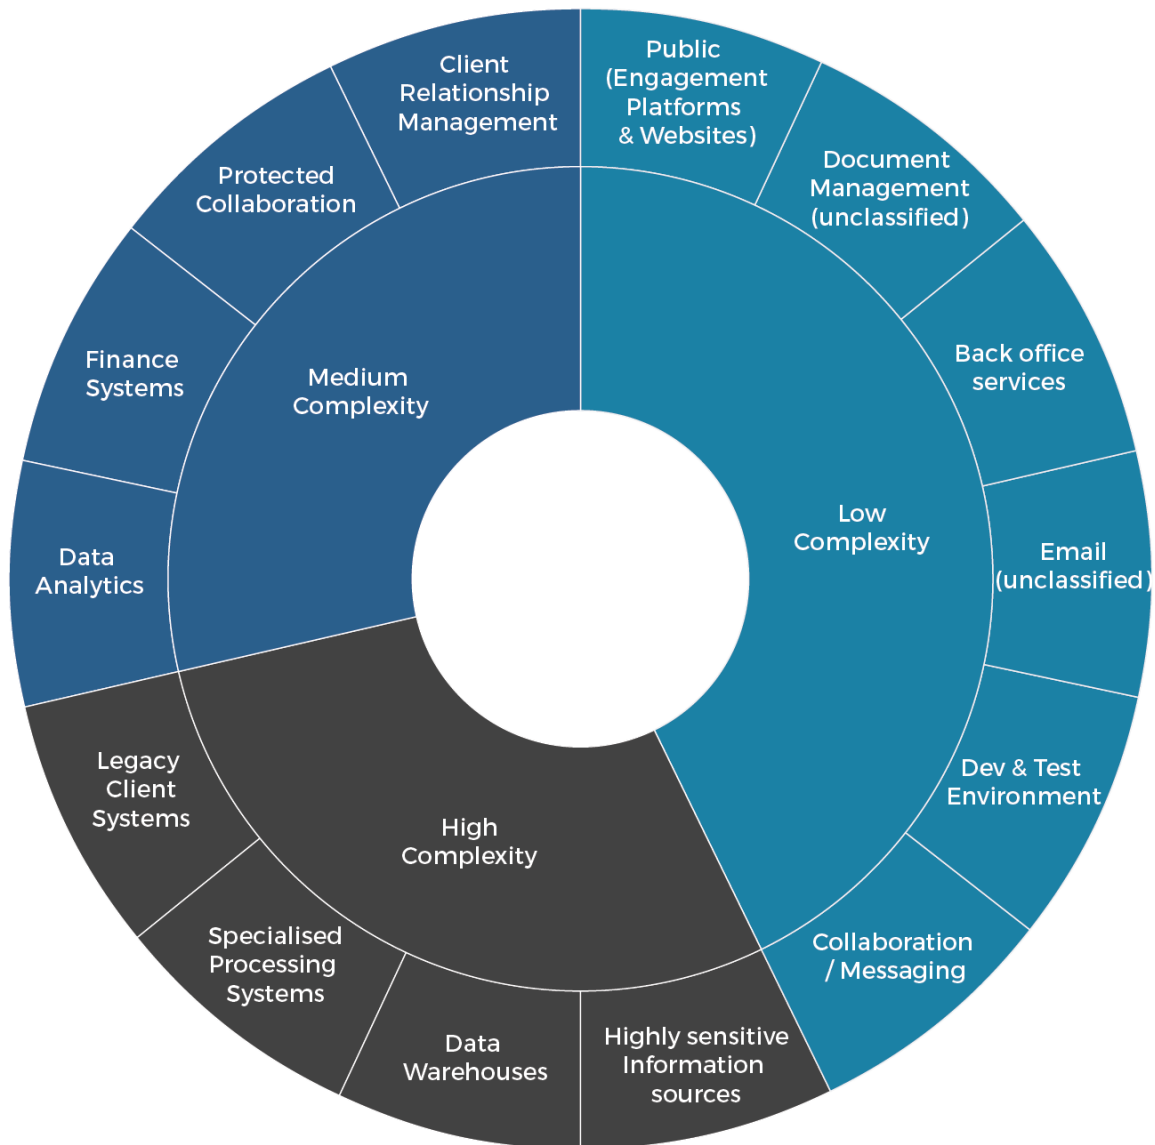 Public
(Engagement
Platforms
& Websites)
Document
Management
(unclassified)
Back office
services
Email
(unclassified)
Dev & Test
Environment
Collaboration
/ Messaging
Highly sensitive
Information
sources
Data
Warehouses
Specialised
Processing
Systems
Legacy
Client
Systems
Data
Analytics
Finance
Systems
Protected
Collaboration
Client
Relationship
Management
Medium
Complexity
Low
Complexity
High
Complexity